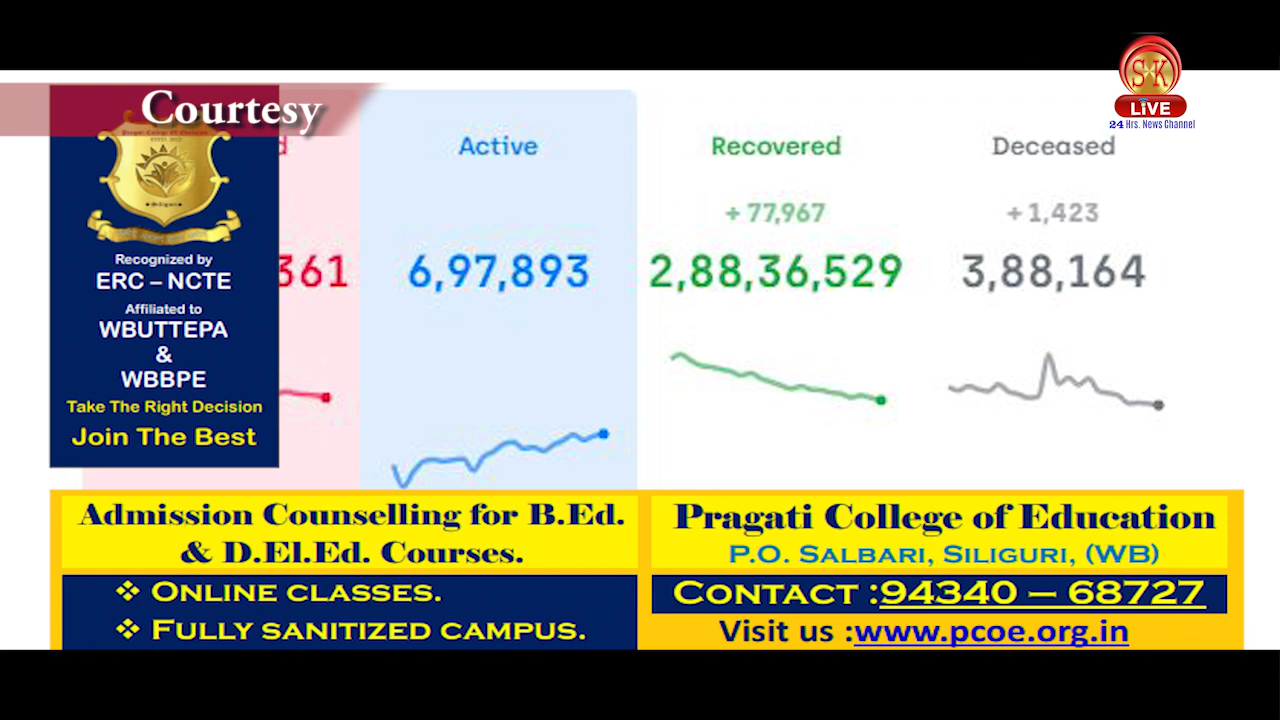 Courtesy
S K
LIVE
24 Hrs. News Channel
d
Active
Recovered
Deceased
+ 77,967
+ 1,423
361
6,97,893
2,88,36,529
3,88,164
Siliguri
Recognized by
ERC – NCTE
Affiliated to
WBUTTEPA
&
WBBPE
Take The Right Decision
Join The Best
Admission Counselling for B.Ed.
& D.El.Ed. Courses.
❖ ONLINE CLASSES.
❖ FULLY SANITIZED CAMPUS.
Pragati College of Education
P.O. SALBARI, SILIGURI, (WB)
CONTACT :94340 – 68727
Visit us :www.pcoe.org.in